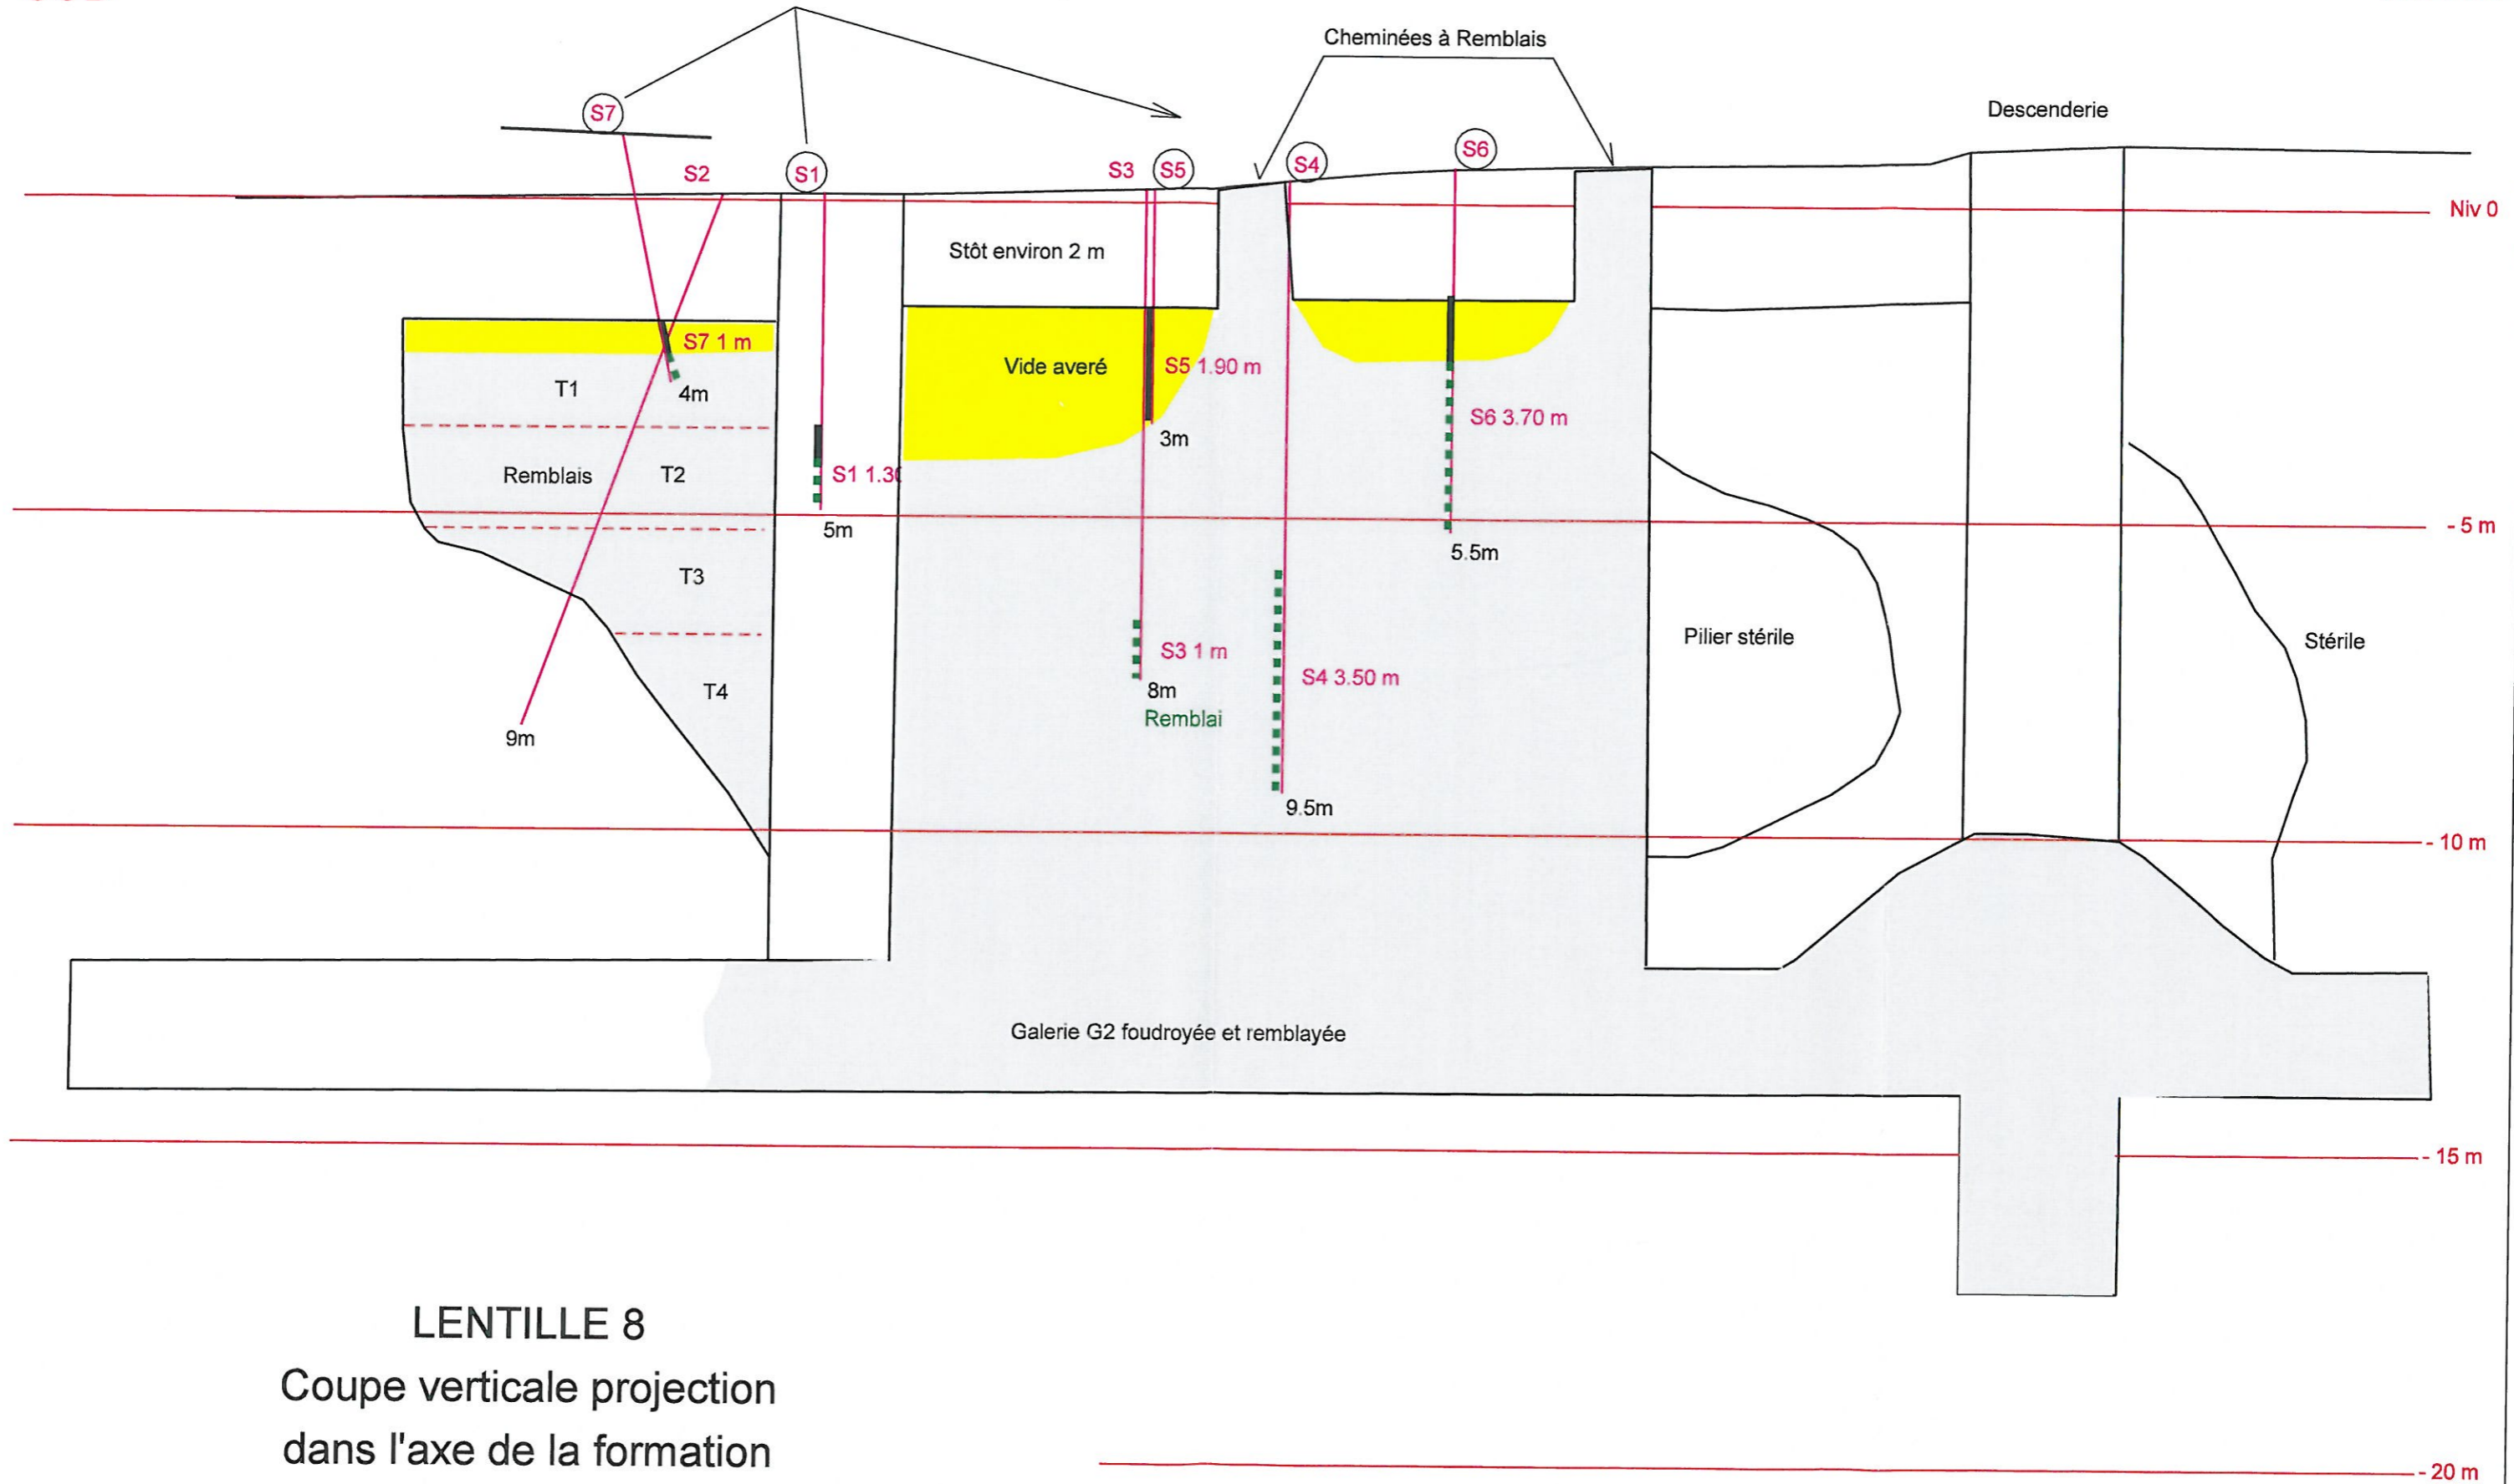 Cheminées à Remblais
Descenderie
S7
S2
S1
S3
S5
S4
S6
Niv 0
Stôt environ 2 m
S7 1 m
T1
4m
Vide averé
S5 1.90 m
3m
S6 3.70 m
Remblais
T2
S1 1.30
5m
- 5 m
5.5m
T3
Pilier stérile
Stérile
S3 1 m
S4 3.50 m
T4
8m
Remblai
9m
9.5m
- 10 m
Galerie G2 foudroyée et remblayée
- 15 m
LENTILLE 8
Coupe verticale projection
dans l'axe de la formation
- 20 m